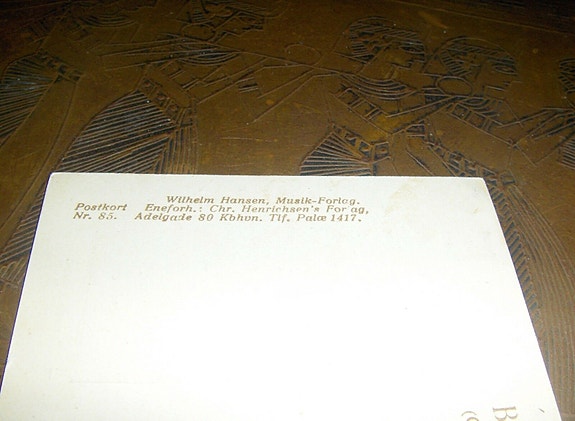 Wilhelm Hansen, Musik-Forlag.
Postkort Eneforh.: Chr. Henrichsen's Forlag,
Nr. 85. Adelgade 80 Kbhvn. Tlf. Palæ 1417.
B